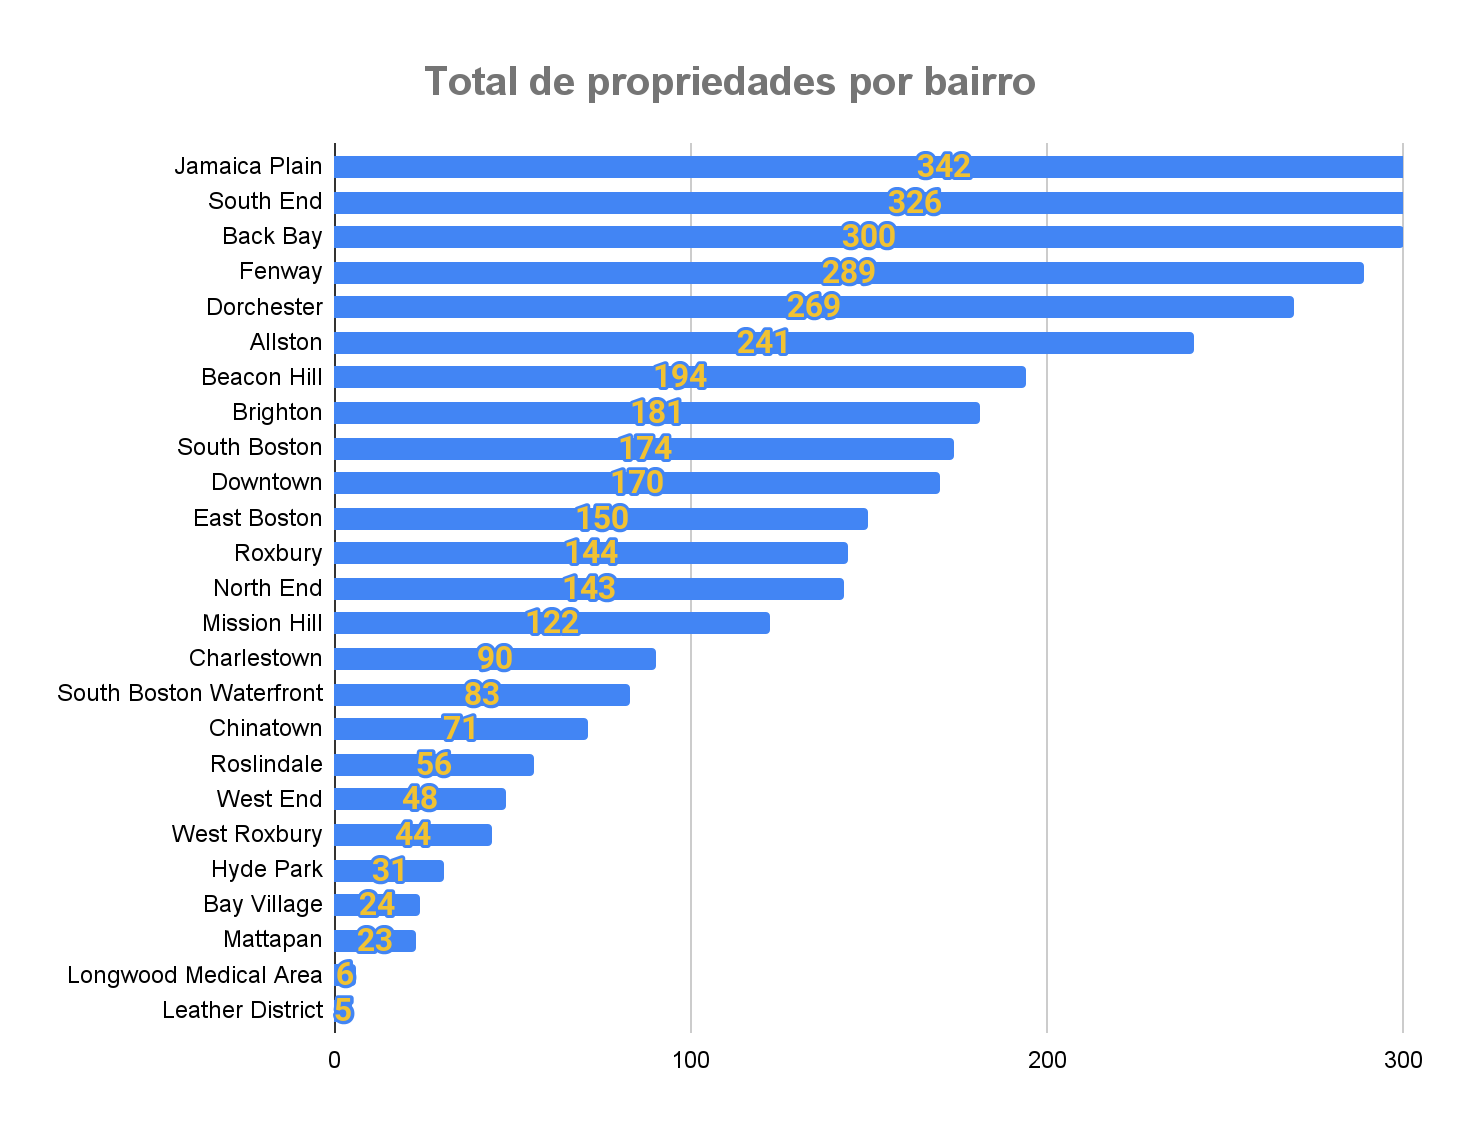 Total de propriedades por bairro
Jamaica Plain 342
South End 326
Back Bay 300
Fenway 289
Dorchester 269
Allston 241
Beacon Hill 194
Brighton 181
South Boston 174
Downtown 170
East Boston 150
Roxbury 144
North End 143
Mission Hill 122
Charlestown 90
South Boston Waterfront 83
Chinatown 71
Roslindale 56
West End 48
West Roxbury 44
Hyde Park 31
Bay Village 24
Mattapan 23
Longwood Medical Area 6
Leather District 5
0 100 200 300